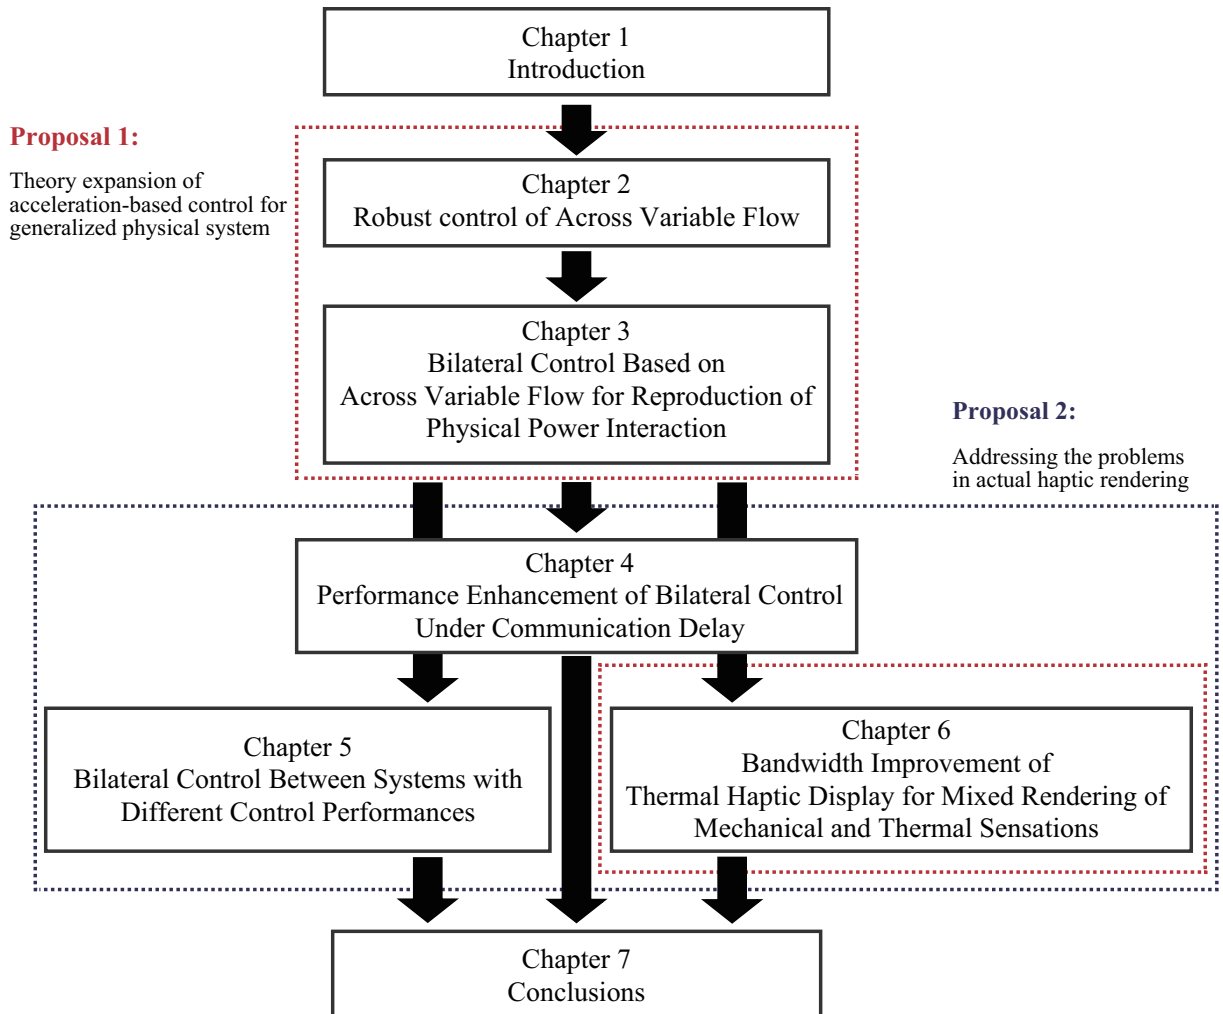 Chapter 1
Introduction
Proposal 1:
Theory expansion of
acceleration-based control for
generalized physical system
Chapter 2
Robust control of Across Variable Flow
Chapter 3
Bilateral Control Based on
Across Variable Flow for Reproduction of
Physical Power Interaction
Proposal 2:
Addressing the problems
in actual haptic rendering
Chapter 4
Performance Enhancement of Bilateral Control
Under Communication Delay
Chapter 5
Bilateral Control Between Systems with
Different Control Performances
Chapter 6
Bandwidth Improvement of
Thermal Haptic Display for Mixed Rendering of
Mechanical and Thermal Sensations
Chapter 7
Conclusions